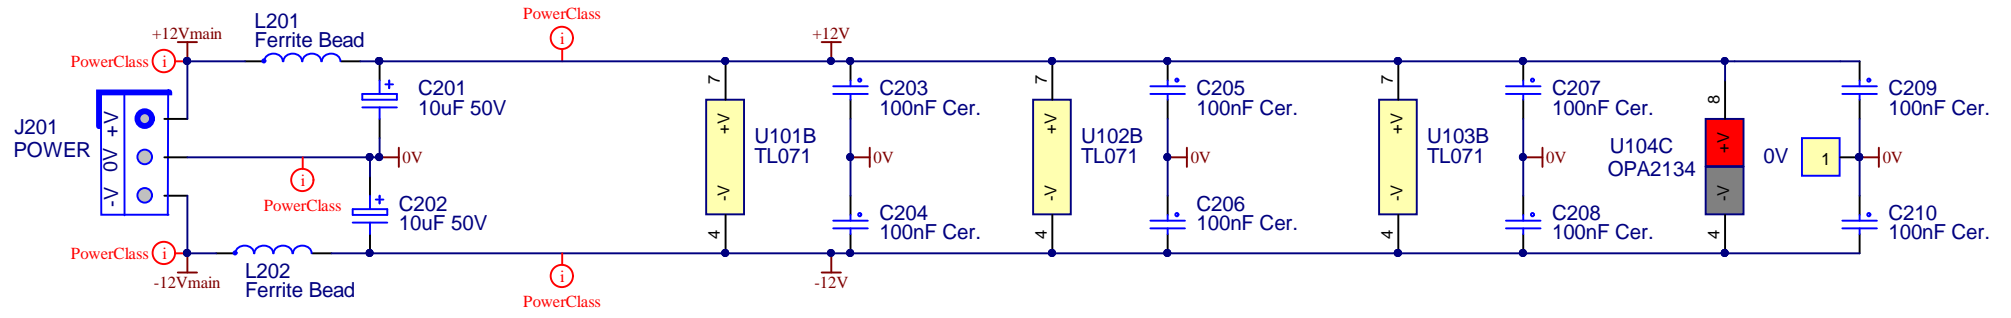 PowerClass
+12Vmain
L201
Ferrite Bead
PowerClass
i
i
+12V
C201
10uF 50V
7
C203
100nF Cer.
7
C205
100nF Cer.
7
C207
100nF Cer.
8
C209
100nF Cer.
J201
POWER
+V
0V
-V
0V
+V
-V
U101B
TL071
0V
+V
-V
U102B
TL071
0V
+V
-V
U103B
TL071
0V
U104C
OPA2134
+V
-V
0V
1
0V
i
PowerClass
C202
10uF 50V
4
C204
100nF Cer.
4
C206
100nF Cer.
4
C208
100nF Cer.
4
C210
100nF Cer.
PowerClass
i
-12Vmain
L202
Ferrite Bead
i
PowerClass
-12V